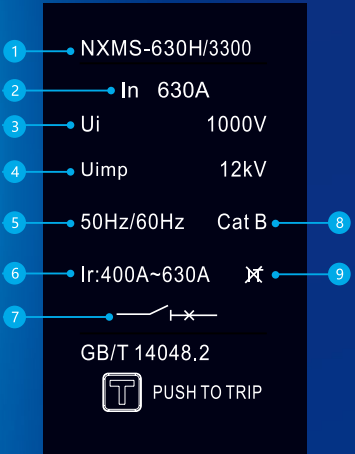 1 NXMS-630H/3300
2 In 630A
3 Ui 1000V
4 Uimp 12kV
5 50Hz/60Hz Cat B 8
6 Ir:400A~630A 9
7
GB/T 14048.2
T PUSH TO TRIP